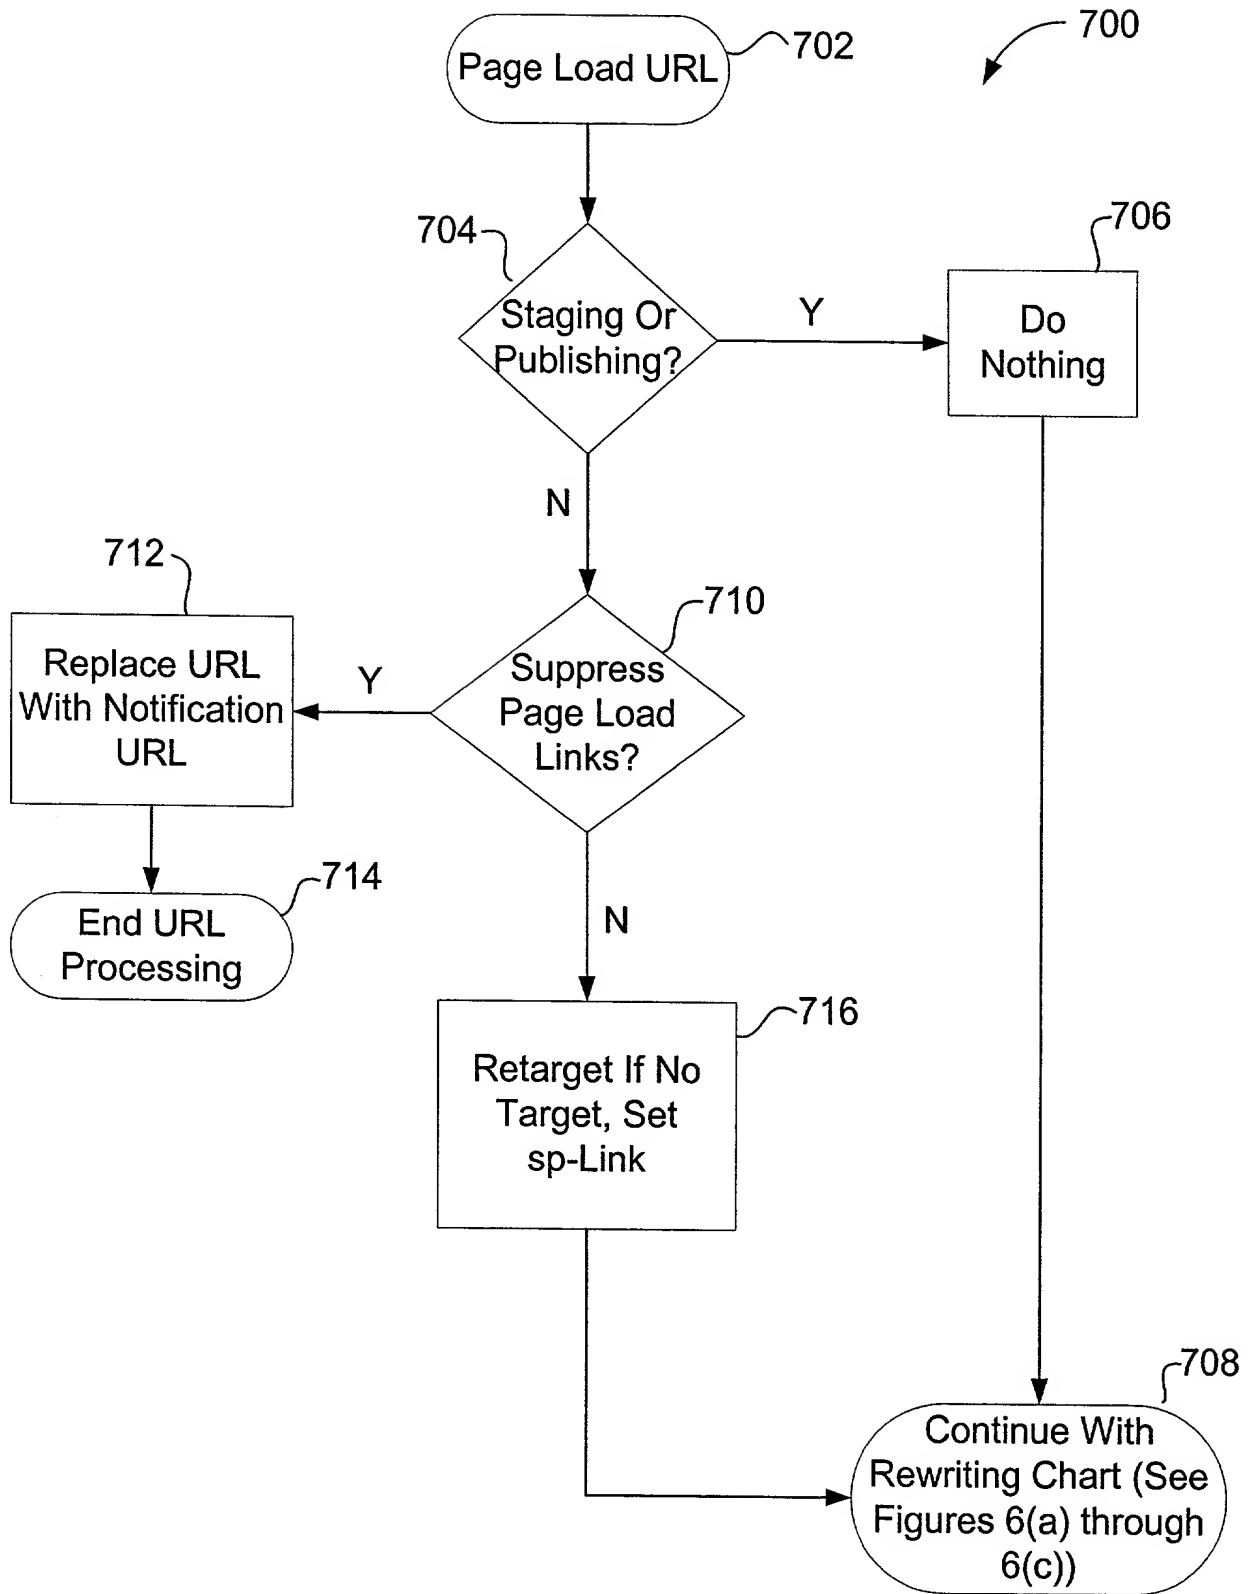 700
702
Page Load URL
704
Staging Or
Publishing?
Y
706
Do
Nothing
N
712
Replace URL
With Notification
URL
Y
710
Suppress
Page Load
Links?
714
End URL
Processing
N
716
Retarget If No
Target, Set
sp-Link
708
Continue With
Rewriting Chart (See
Figures 6(a) through
6(c))